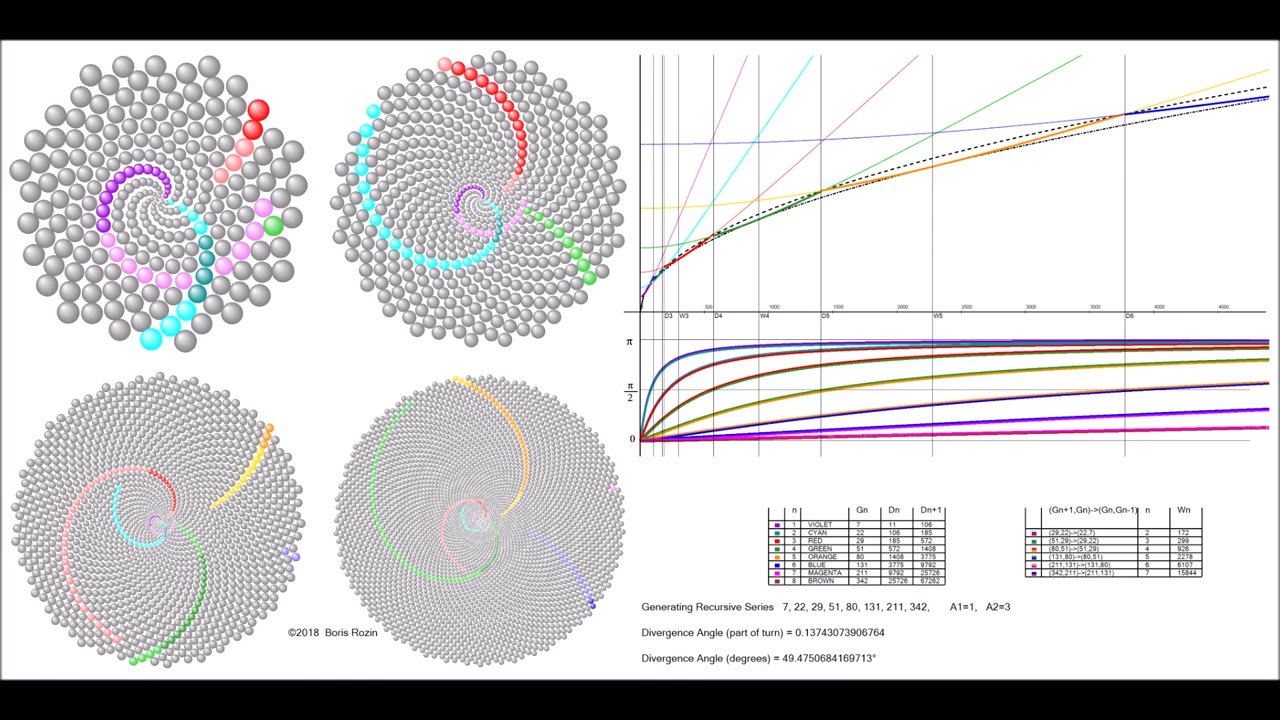 500 1000 1500 2000 2500 3000 3500 4000 4500
D3 W3 D4 W4 D5 W5 D6
π
π
2
0
n Gn Dn Dn+1
1 VIOLET 7 11 106
2 CYAN 22 106 185
3 RED 29 185 572
4 GREEN 51 572 1408
5 ORANGE 80 1408 3775
6 BLUE 131 3775 9792
7 MAGENTA 211 9792 25726
8 BROWN 342 25726 67262
(Gn+1,Gn)->(Gn,Gn-1) n Wn
(29,22)->(22,7) 2 172
(51,29)->(29,22) 3 299
(80,51)->(51,29) 4 926
(131,80)->(80,51) 5 2278
(211,131)->(131,80) 6 6107
(342,211)->(211,131) 7 15844
Generating Recursive Series 7, 22, 29, 51, 80, 131, 211, 342, A1=1, A2=3
©2018 Boris Rozin
Divergence Angle (part of turn) = 0.13743073906764
Divergence Angle (degrees) = 49.4750684169713°